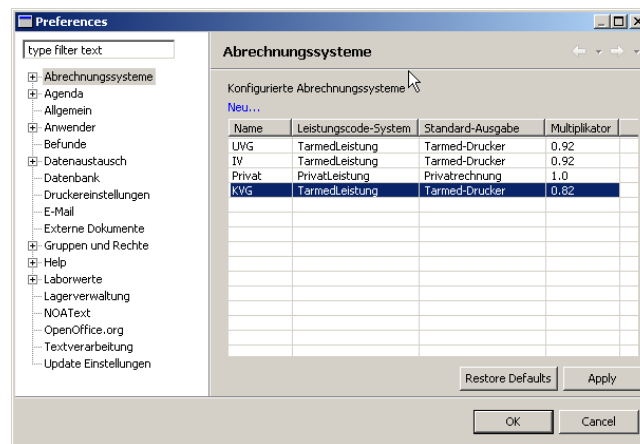 Preferences
type filter text
Abrechnungssysteme
Agenda
Allgemein
Anwender
Befunde
Datenaustausch
Datenbank
Druckereinstellungen
E-Mail
Externe Dokumente
Gruppen und Rechte
Help
Laborwerte
Lagerverwaltung
NOAText
OpenOffice.org
Textverarbeitung
Update Einstellungen
Abrechnungssysteme
Konfigurierte Abrechnungssysteme
Neu...
Name Leistungscode-System Standard-Ausgabe Multiplikator
UVG TarmedLeistung Tarmed-Drucker 0.92
IV TarmedLeistung Tarmed-Drucker 0.92
Privat PrivatLeistung Privatrechnung 1.0
KVG TarmedLeistung Tarmed-Drucker 0.82
Restore Defaults Apply
OK Cancel